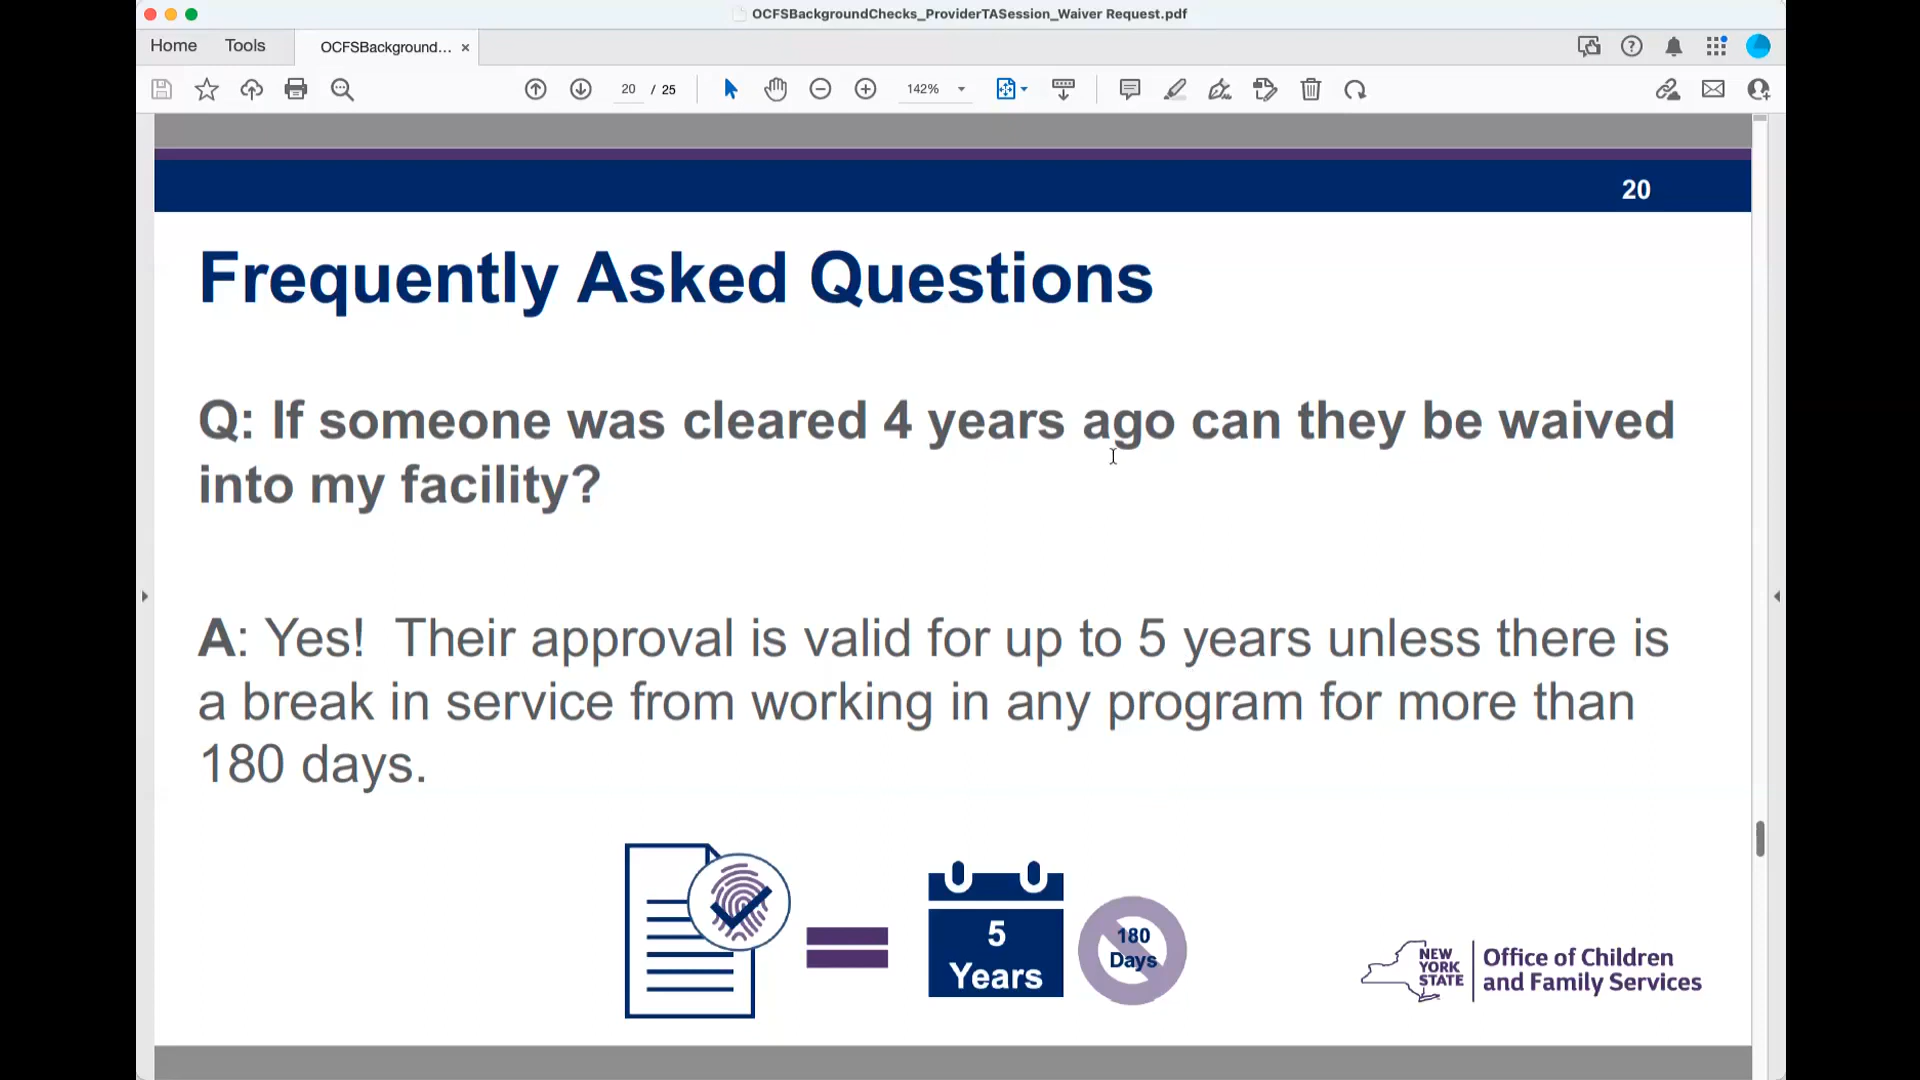 OCFSBackgroundChecks_ProviderTASession_Waiver Request.pdf
Home Tools OCFSBackground... ×
20 / 25 142%
20
Frequently Asked Questions
Q: If someone was cleared 4 years ago can they be waived
into my facility?
A: Yes!  Their approval is valid for up to 5 years unless there is
a break in service from working in any program for more than
180 days.
5
Years
180
Days
NEW
YORK
STATE
Office of Children
and Family Services